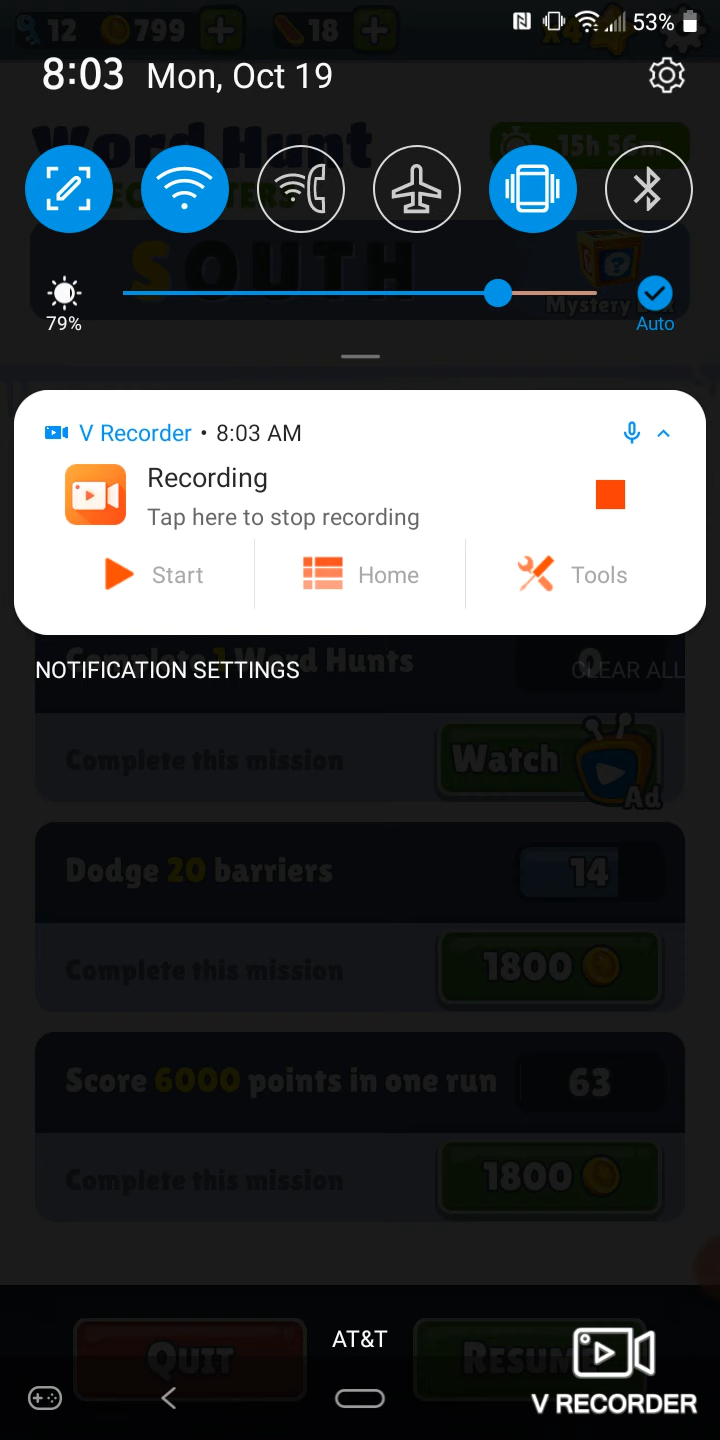 12 799 18 x4 53%
8:03 Mon, Oct 19
Word Hunt 15h 56m
SOUTH
Mystery
79% Auto
V Recorder • 8:03 AM
Recording
Tap here to stop recording
Start Home Tools
Complete 1 Word Hunts 0
NOTIFICATION SETTINGS CLEAR ALL
Complete this mission Watch
Ad
Dodge 20 barriers 14
Complete this mission 1800
Score 6000 points in one run 63
Complete this mission 1800
AT&T
QUIT RESUME
V RECORDER